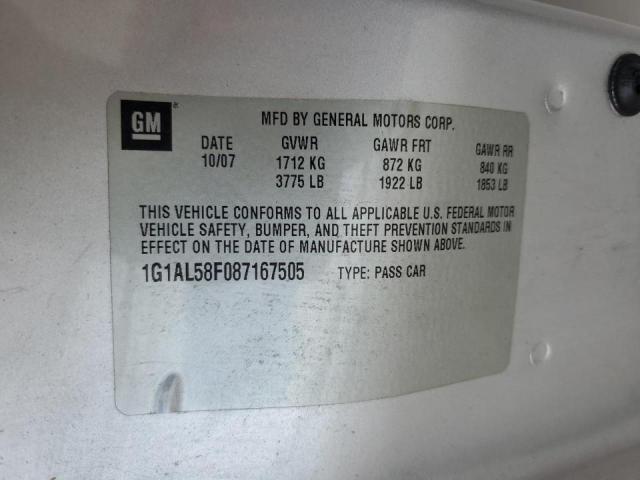 GM
MFD BY GENERAL MOTORS CORP.
DATE GVWR GAWR FRT GAWR RR
10/07 1712 KG 872 KG 840 KG
3775 LB 1922 LB 1853 LB
THIS VEHICLE CONFORMS TO ALL APPLICABLE U.S. FEDERAL MOTOR
VEHICLE SAFETY, BUMPER, AND THEFT PREVENTION STANDARDS IN
EFFECT ON THE DATE OF MANUFACTURE SHOWN ABOVE.
1G1AL58F087167505 TYPE: PASS CAR